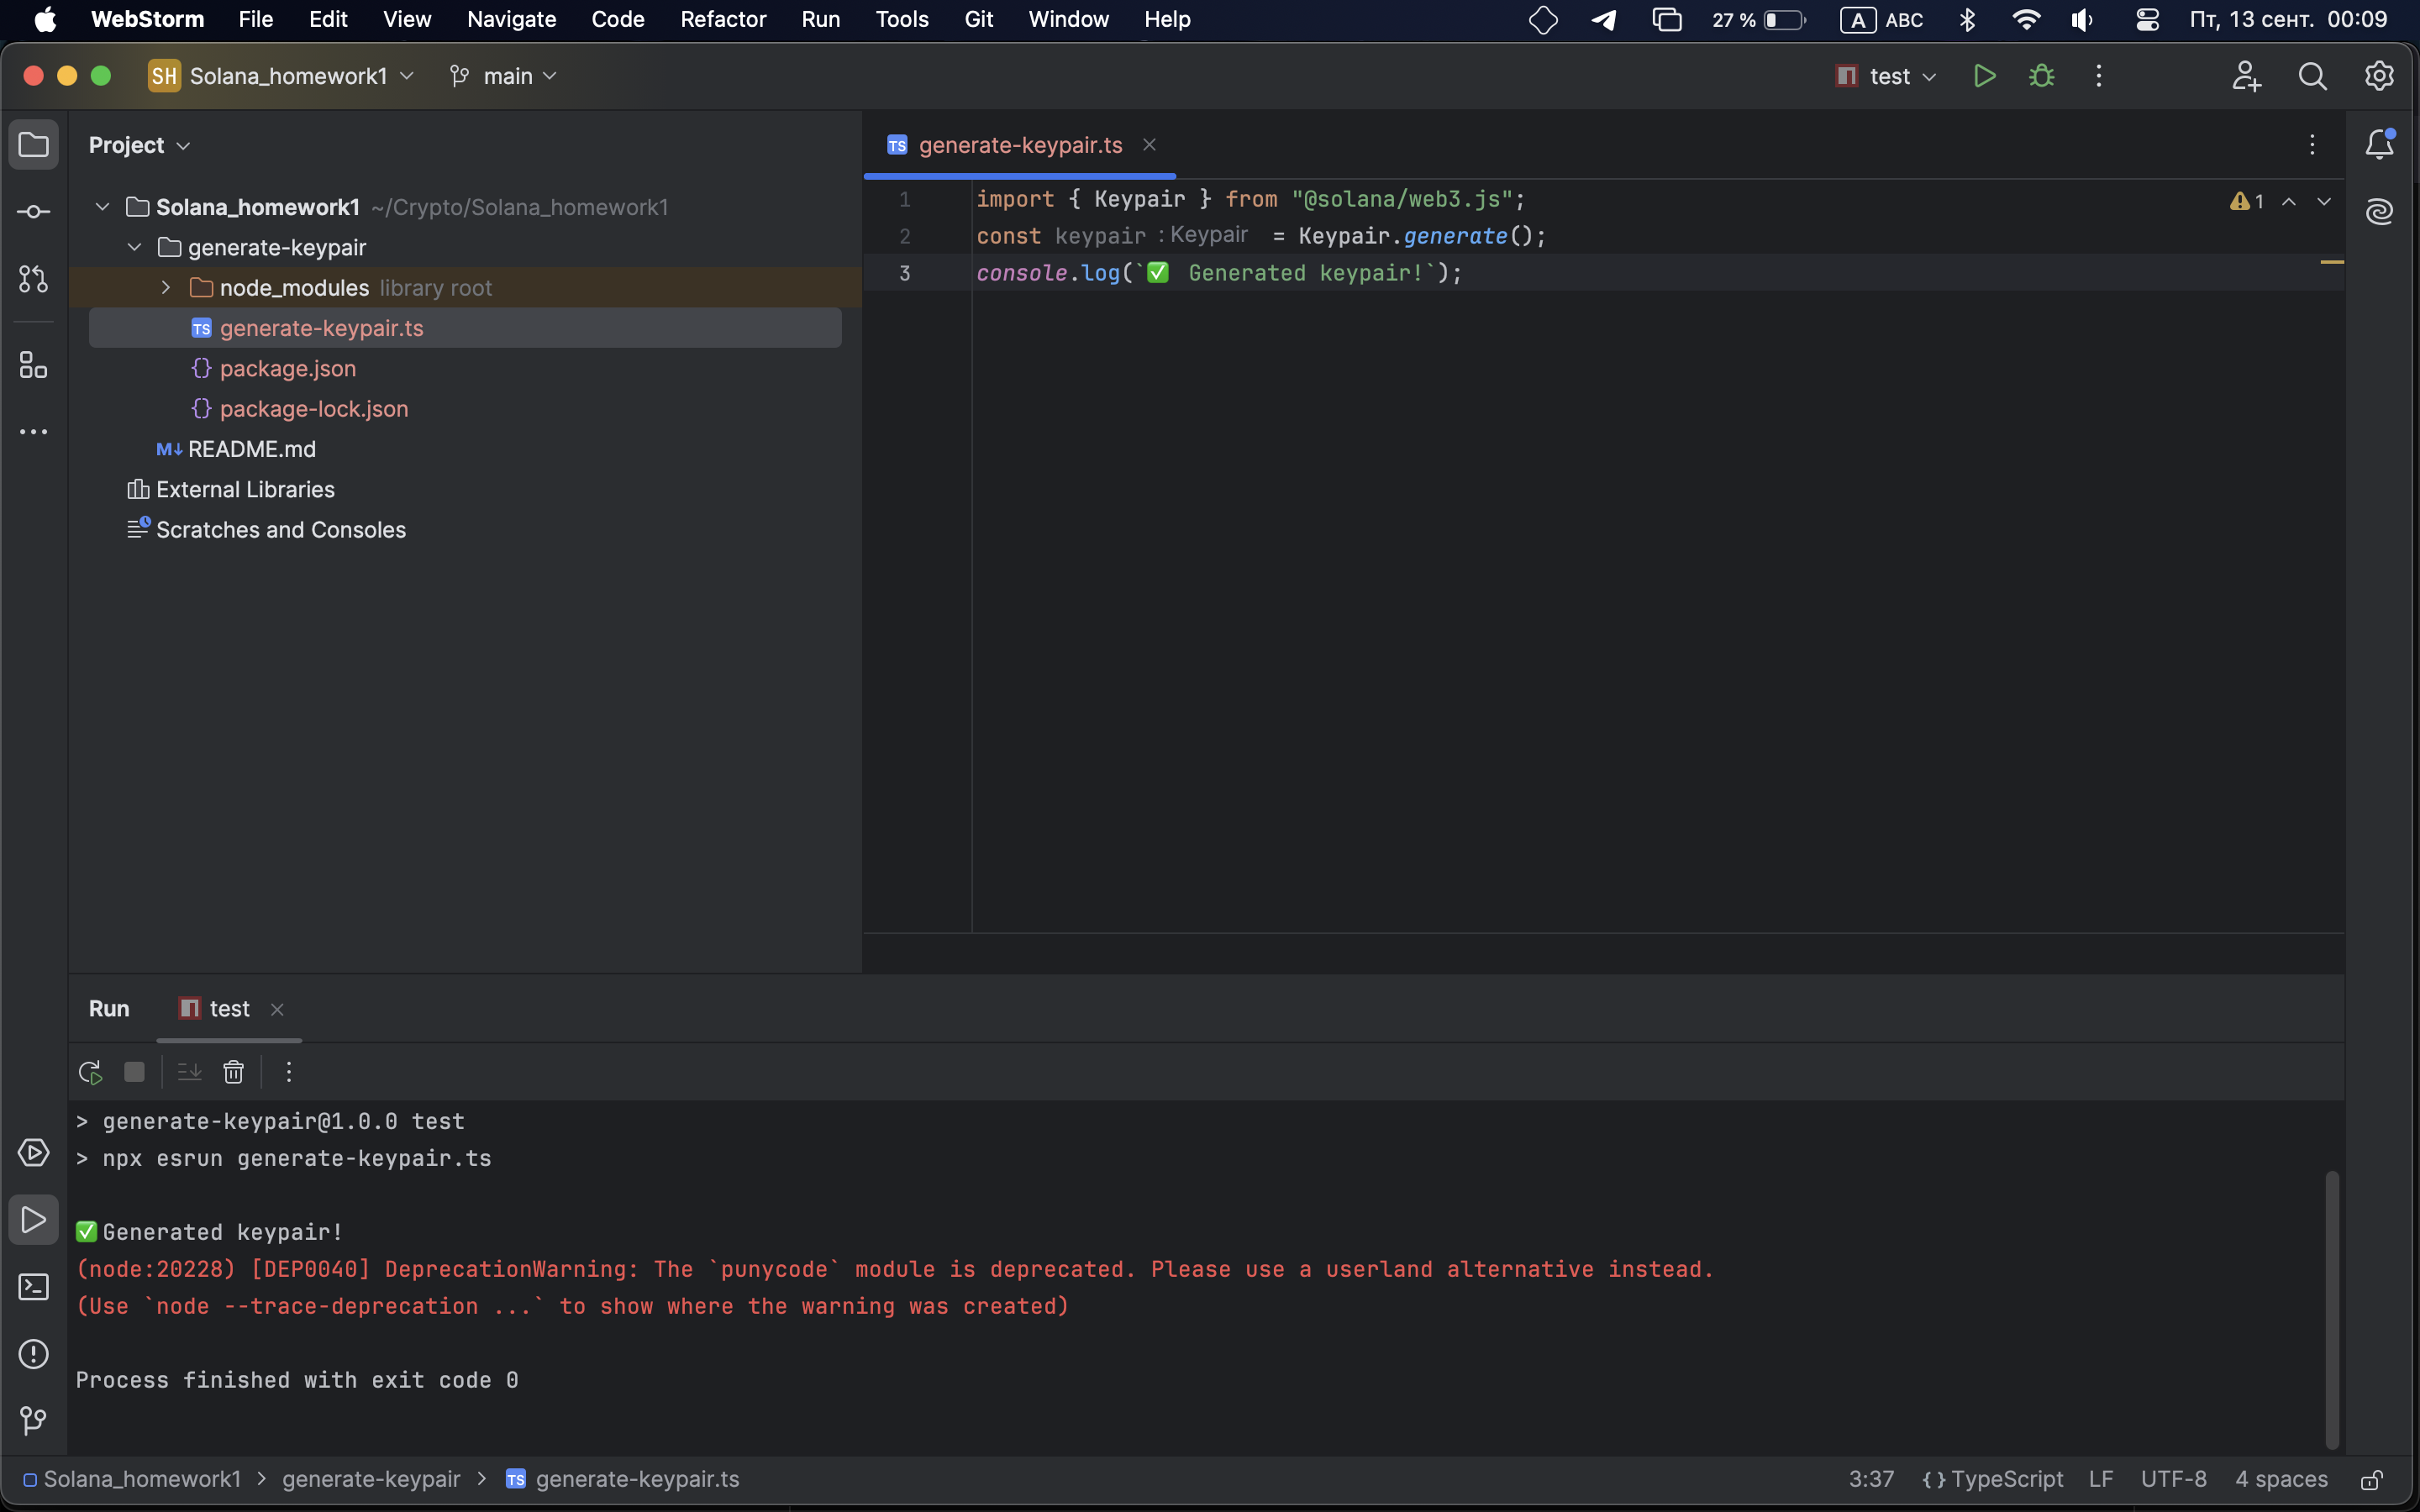 WebStorm File Edit View Navigate Code Refactor Run Tools Git Window Help 27 % A ABC Пт, 13 сент. 00:09
SH Solana_homework1 main test
Project
generate-keypair.ts
Solana_homework1 ~/Crypto/Solana_homework1
generate-keypair
node_modules library root
TS generate-keypair.ts
{} package.json
{} package-lock.json
M↓ README.md
External Libraries
Scratches and Consoles
1 import { Keypair } from "@solana/web3.js"; 1
2 const keypair : Keypair = Keypair.generate();
3 console.log(`✅ Generated keypair!`);
Run test
> generate-keypair@1.0.0 test
> npx esrun generate-keypair.ts
✅ Generated keypair!
(node:20228) [DEP0040] DeprecationWarning: The `punycode` module is deprecated. Please use a userland alternative instead.
(Use `node --trace-deprecation ...` to show where the warning was created)
Process finished with exit code 0
Solana_homework1 > generate-keypair > TS generate-keypair.ts 3:37 {} TypeScript LF UTF-8 4 spaces